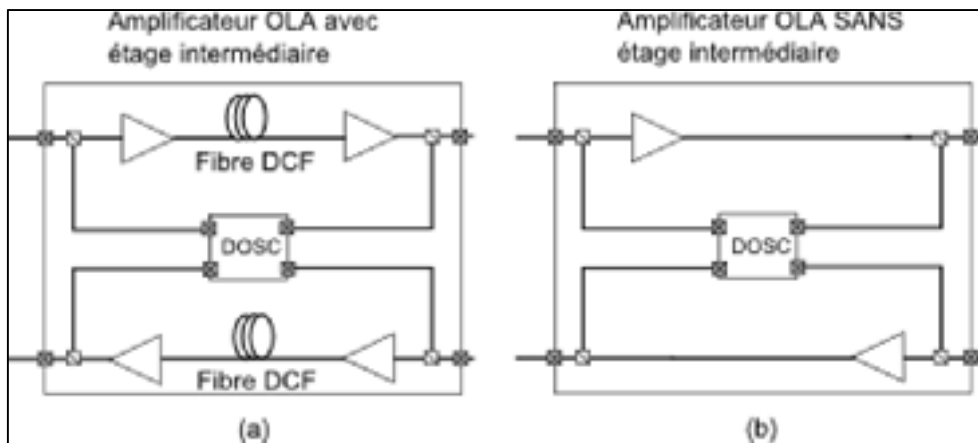 Amplificateur OLA avec
étage intermédiaire
Amplificateur OLA SANS
étage intermédiaire
Fibre DCF
DOSC
DOSC
Fibre DCF
(a)
(b)